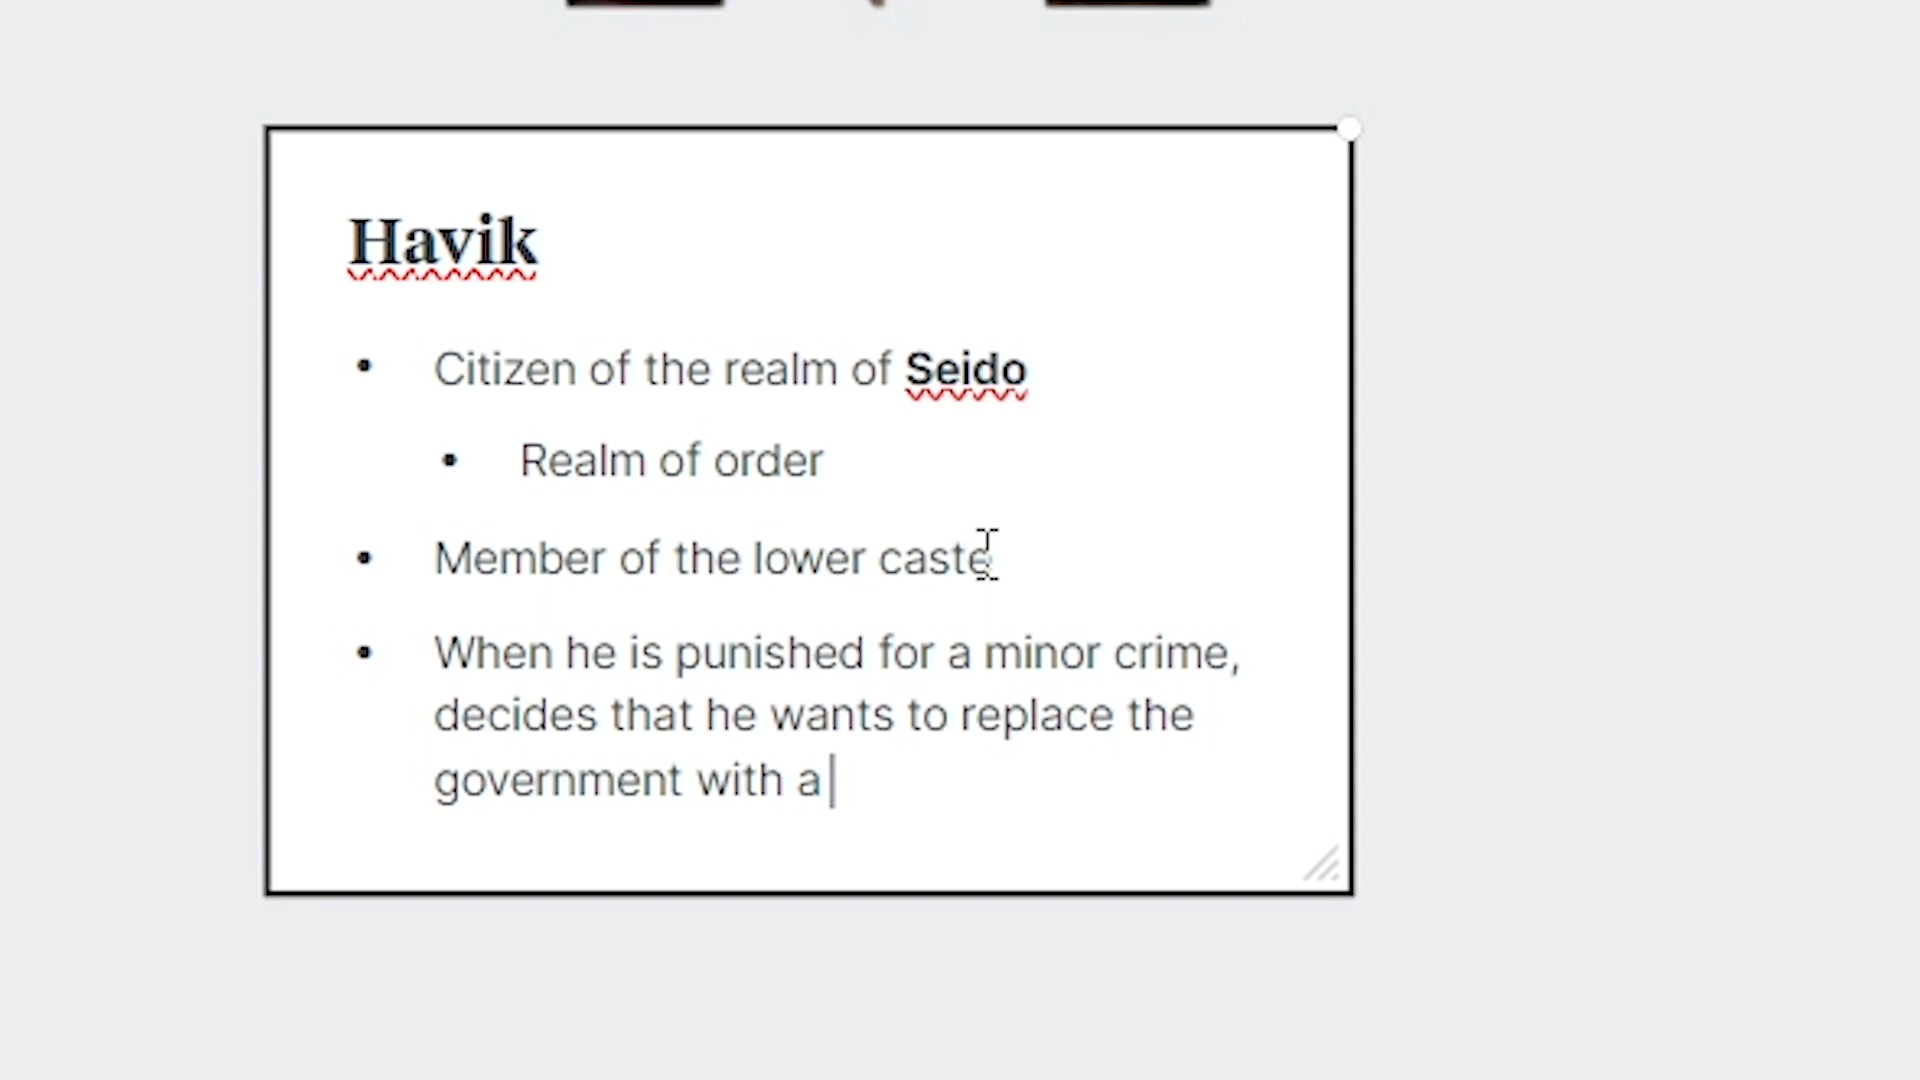 Havik
• Citizen of the realm of Seido
• Realm of order
• Member of the lower caste
• When he is punished for a minor crime,
decides that he wants to replace the
government with a